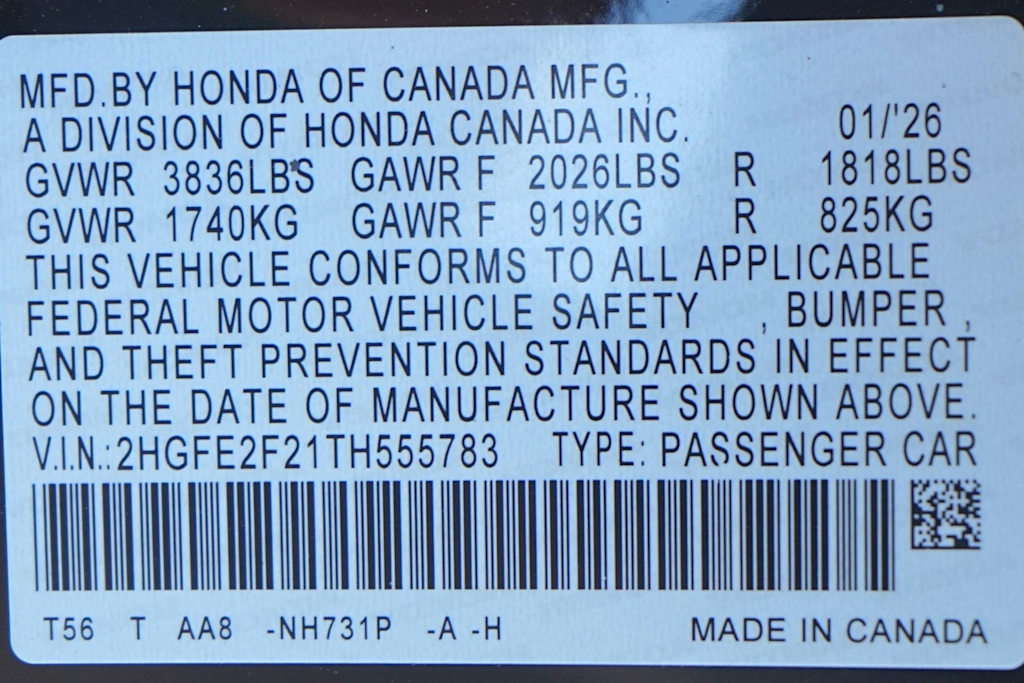 MFD.BY HONDA OF CANADA MFG.,
A DIVISION OF HONDA CANADA INC. 01/'26
GVWR 3836LBS GAWR F 2026LBS R 1818LBS
GVWR 1740KG GAWR F 919KG R 825KG
THIS VEHICLE CONFORMS TO ALL APPLICABLE
FEDERAL MOTOR VEHICLE SAFETY , BUMPER ,
AND THEFT PREVENTION STANDARDS IN EFFECT
ON THE DATE OF MANUFACTURE SHOWN ABOVE.
V.I.N.:2HGFE2F21TH555783 TYPE: PASSENGER CAR
T56 T AA8 -NH731P -A -H MADE IN CANADA